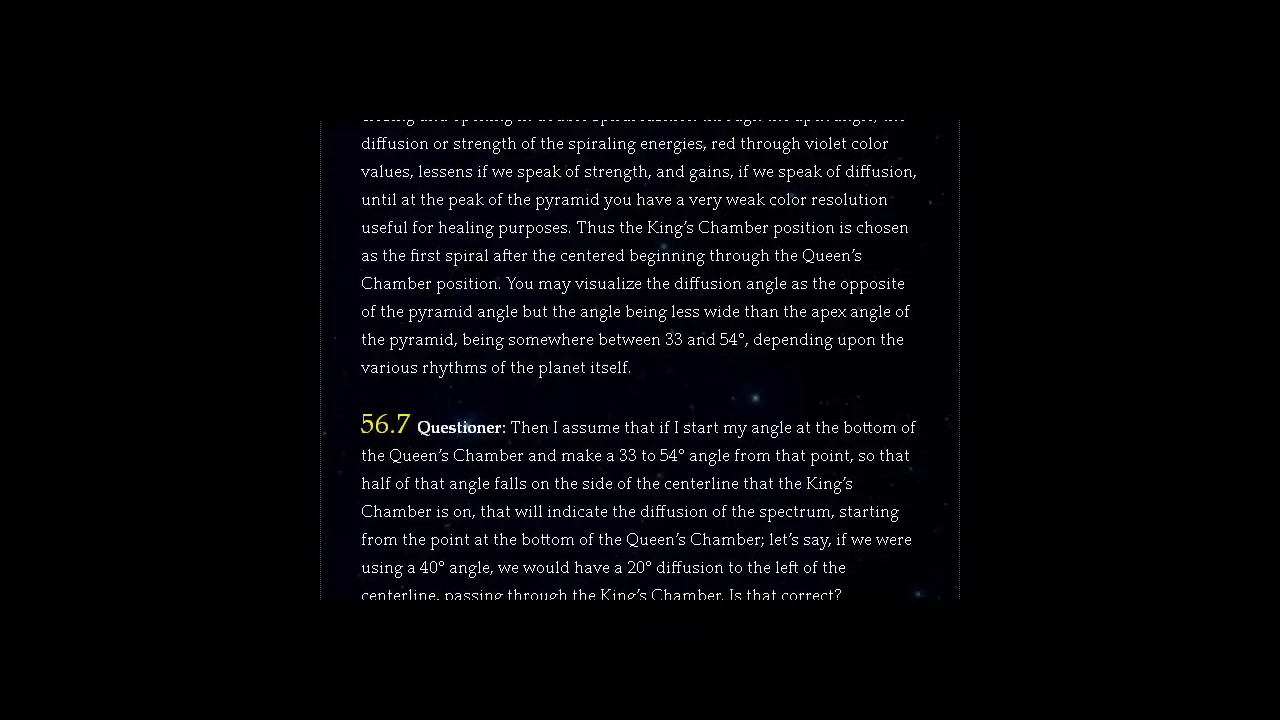 diffusion or strength of the spiraling energies, red through violet color
values, lessens if we speak of strength, and gains, if we speak of diffusion,
until at the peak of the pyramid you have a very weak color resolution
useful for healing purposes. Thus the King’s Chamber position is chosen
as the first spiral after the centered beginning through the Queen’s
Chamber position. You may visualize the diffusion angle as the opposite
of the pyramid angle but the angle being less wide than the apex angle of
the pyramid, being somewhere between 33 and 54°, depending upon the
various rhythms of the planet itself.
56.7 Questioner: Then I assume that if I start my angle at the bottom of
the Queen’s Chamber and make a 33 to 54° angle from that point, so that
half of that angle falls on the side of the centerline that the King’s
Chamber is on, that will indicate the diffusion of the spectrum, starting
from the point at the bottom of the Queen’s Chamber; let’s say, if we were
using a 40° angle, we would have a 20° diffusion to the left of the
centerline, passing through the King’s Chamber. Is that correct?